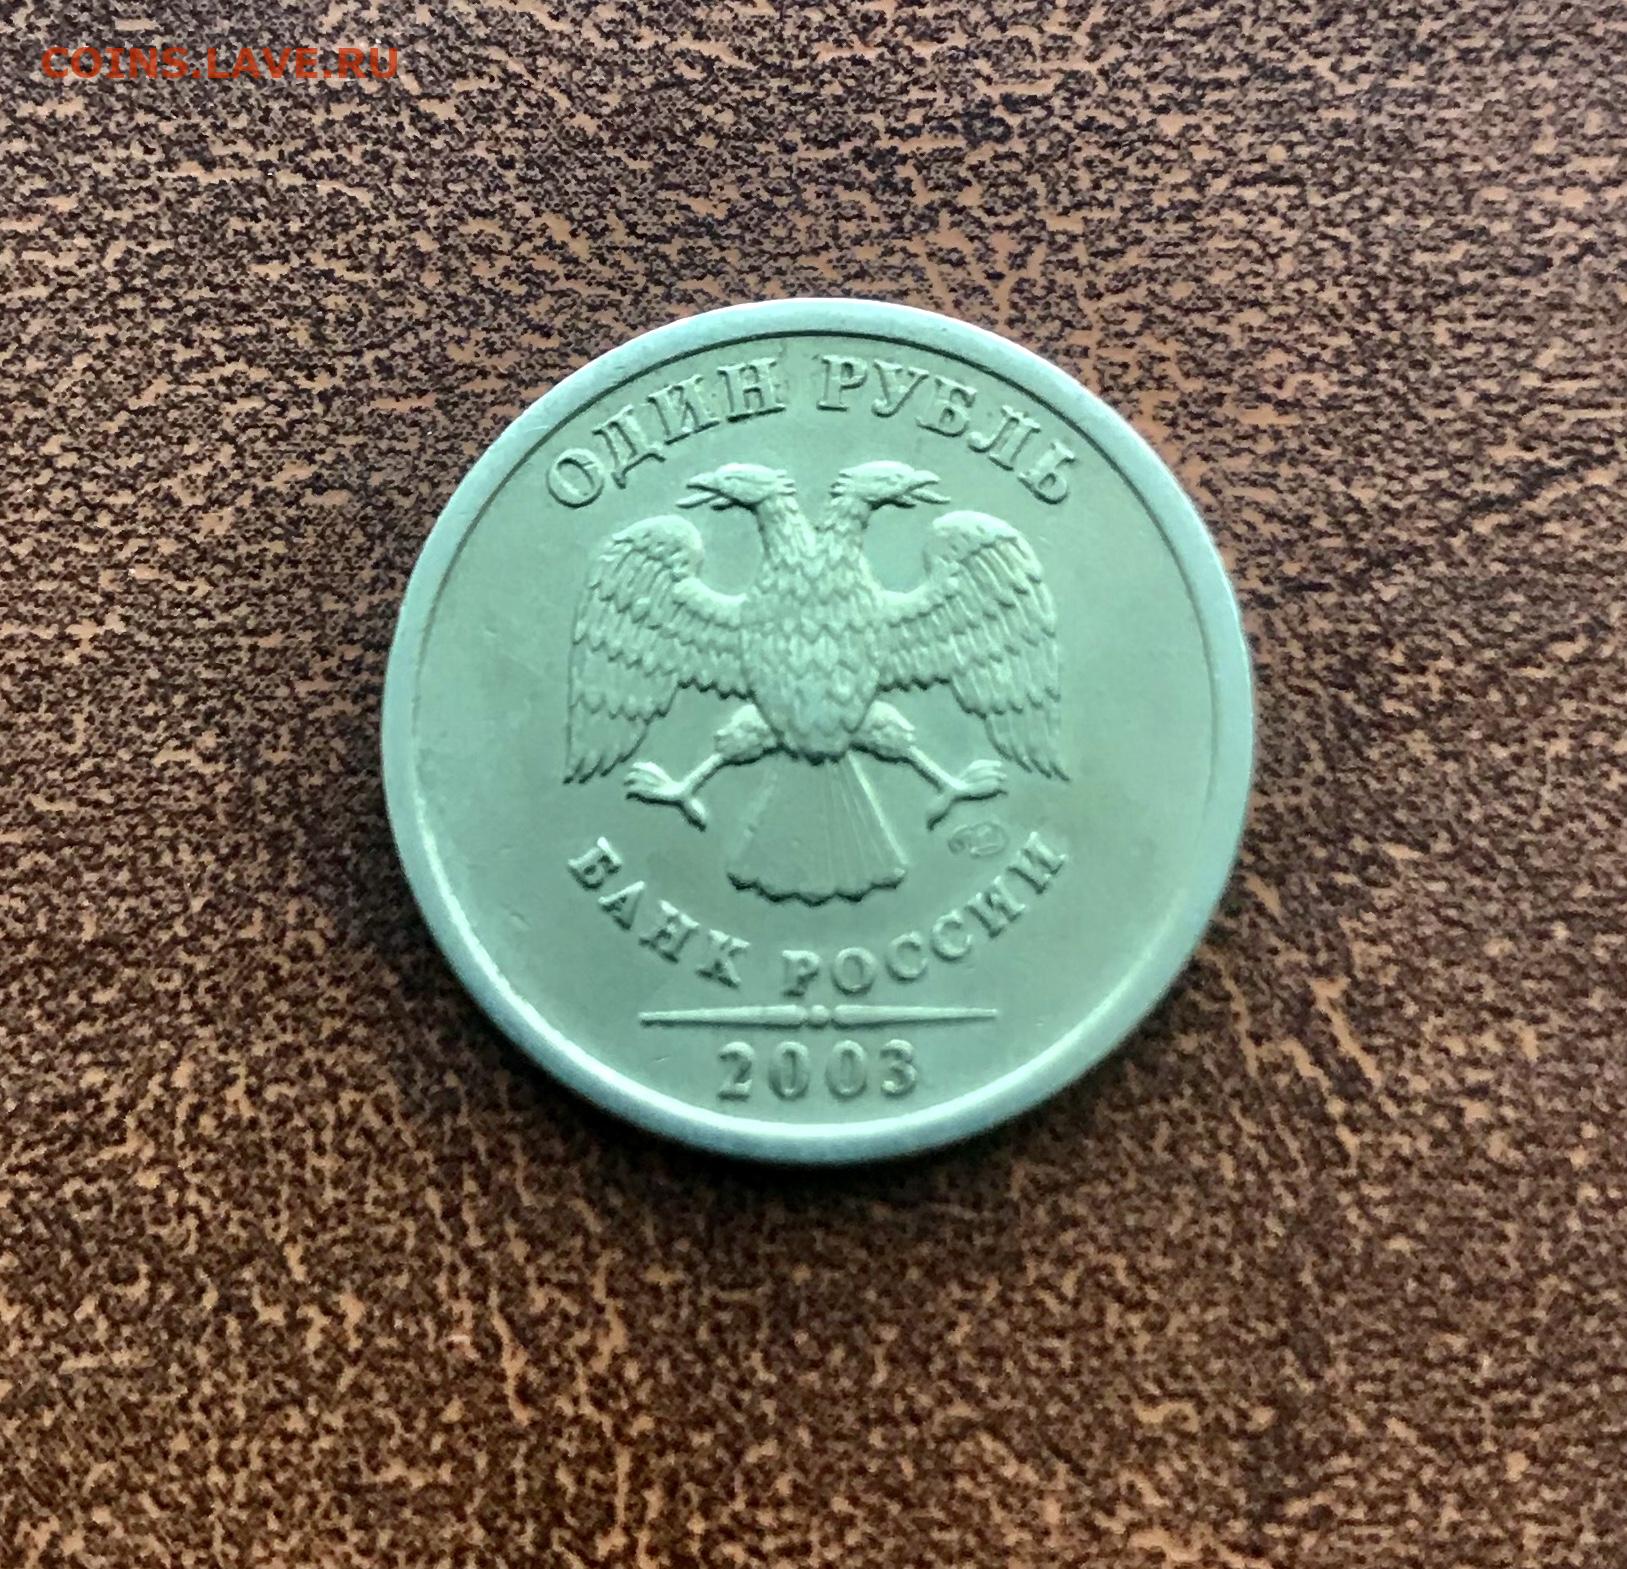 COINS.LAVE.RU
ОДИН РУБЛЬ
БАНК РОССИИ
2003